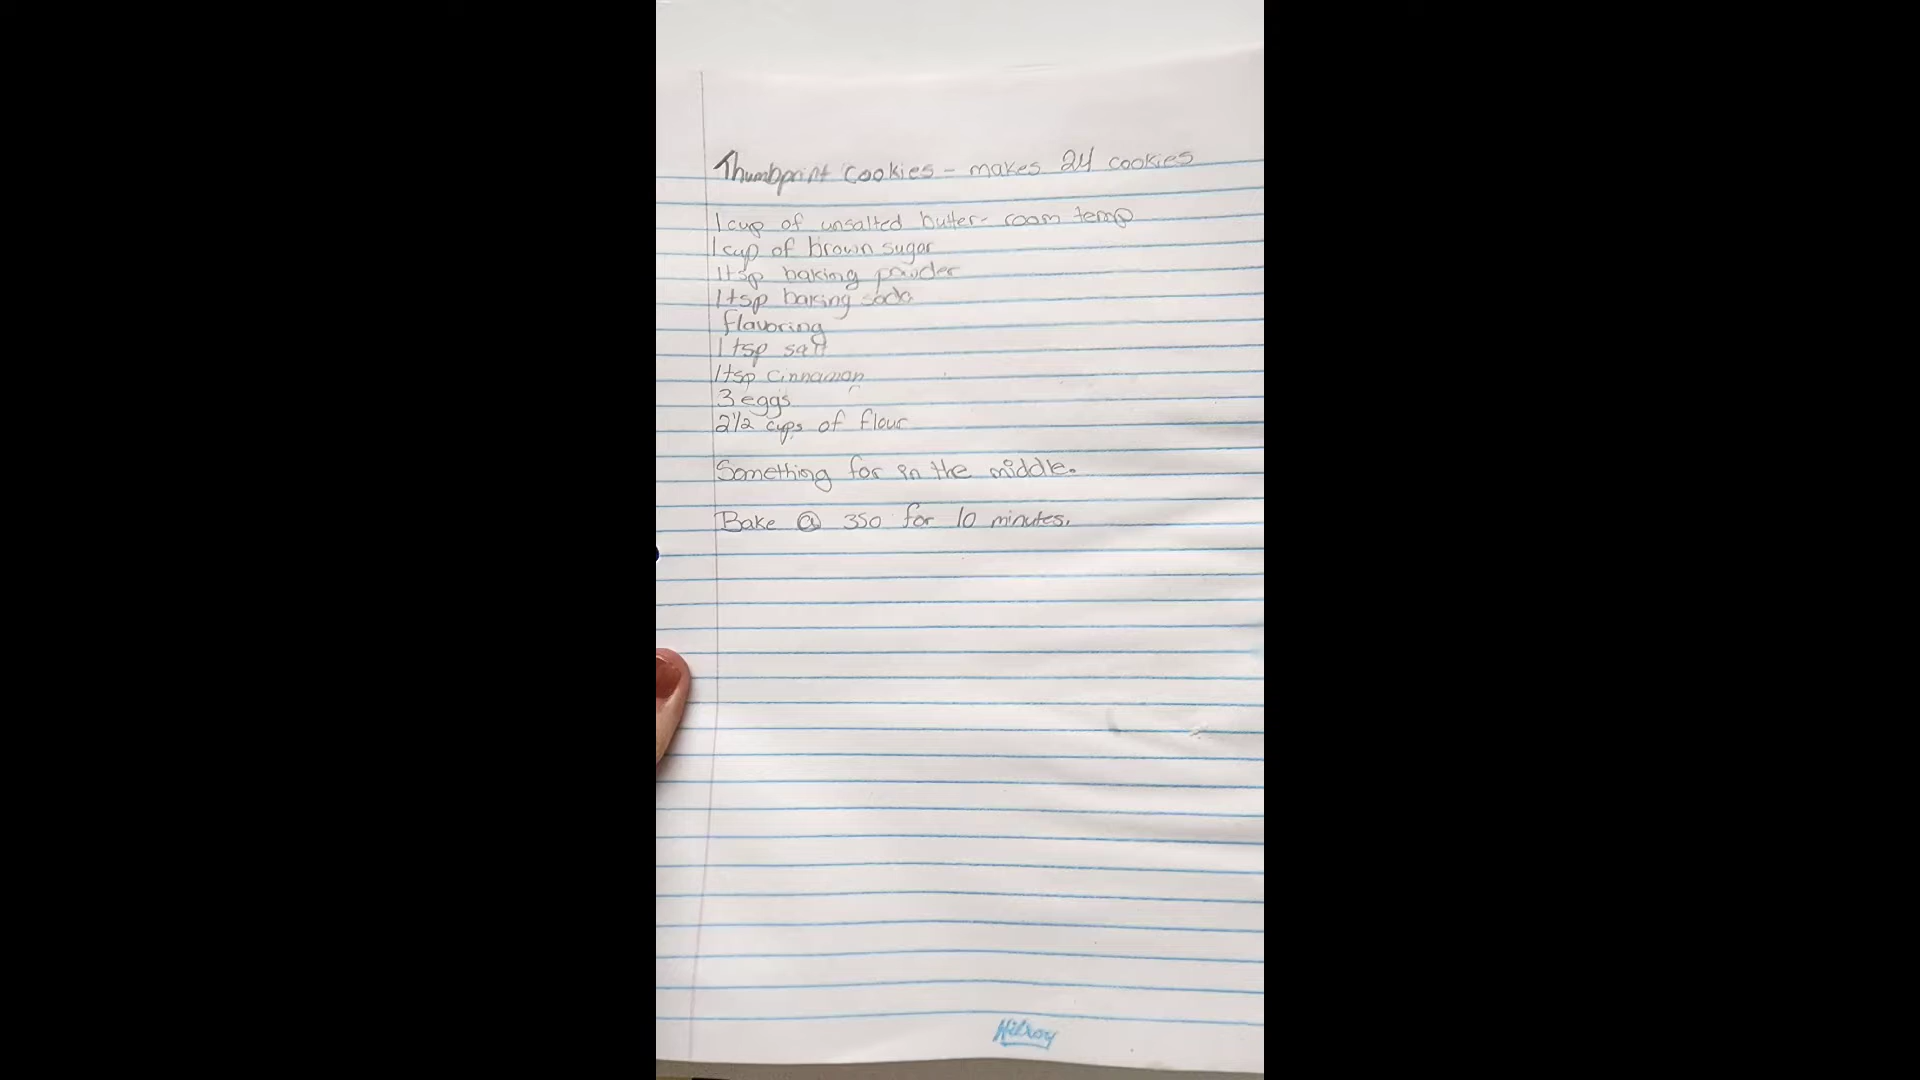 Thumbprint cookies - makes 24 cookies
1 cup of unsalted butter - room temp
1 cup of brown sugar
1 tsp baking powder
1 tsp baking soda
flavoring
1 tsp salt
1 tsp cinnamon
3 eggs
2 1/2 cups of flour
Something for in the middle.
Bake @ 350 for 10 minutes.
Hilroy